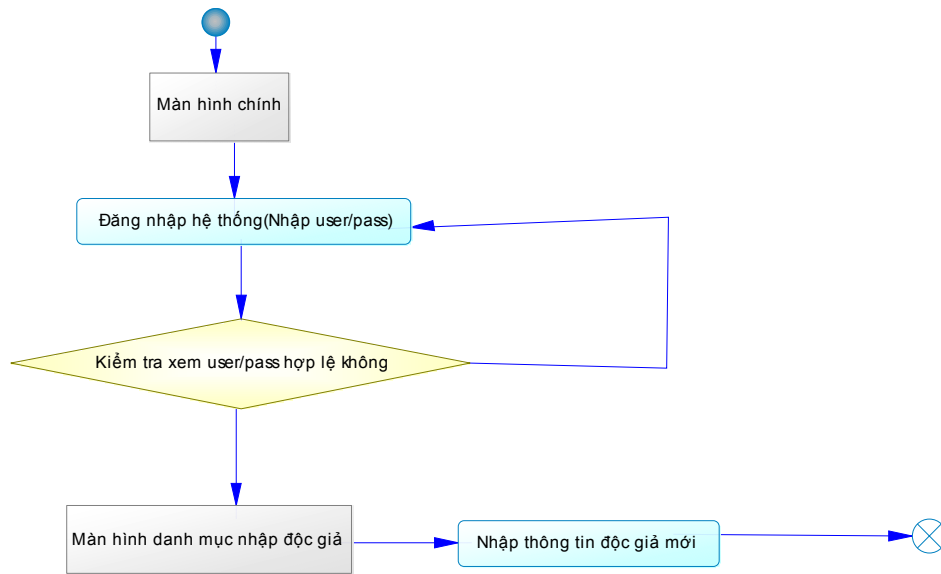 Màn hình chính
Đăng nhập hệ thống(Nhập user/pass)
Kiểm tra xem user/pass hợp lệ không
Màn hình danh mục nhập độc giả
Nhập thông tin độc giả mới